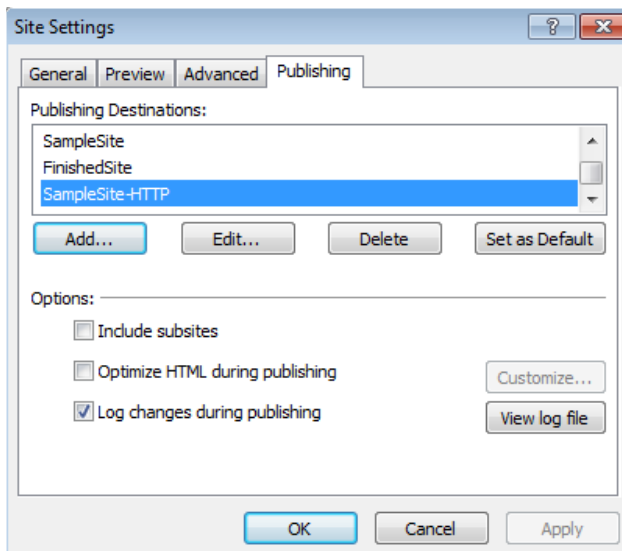 Site Settings
General Preview Advanced Publishing
Publishing Destinations:
SampleSite
FinishedSite
SampleSite-HTTP
Add... Edit... Delete Set as Default
Options:
Include subsites
Optimize HTML during publishing
Customize...
Log changes during publishing
View log file
OK Cancel Apply